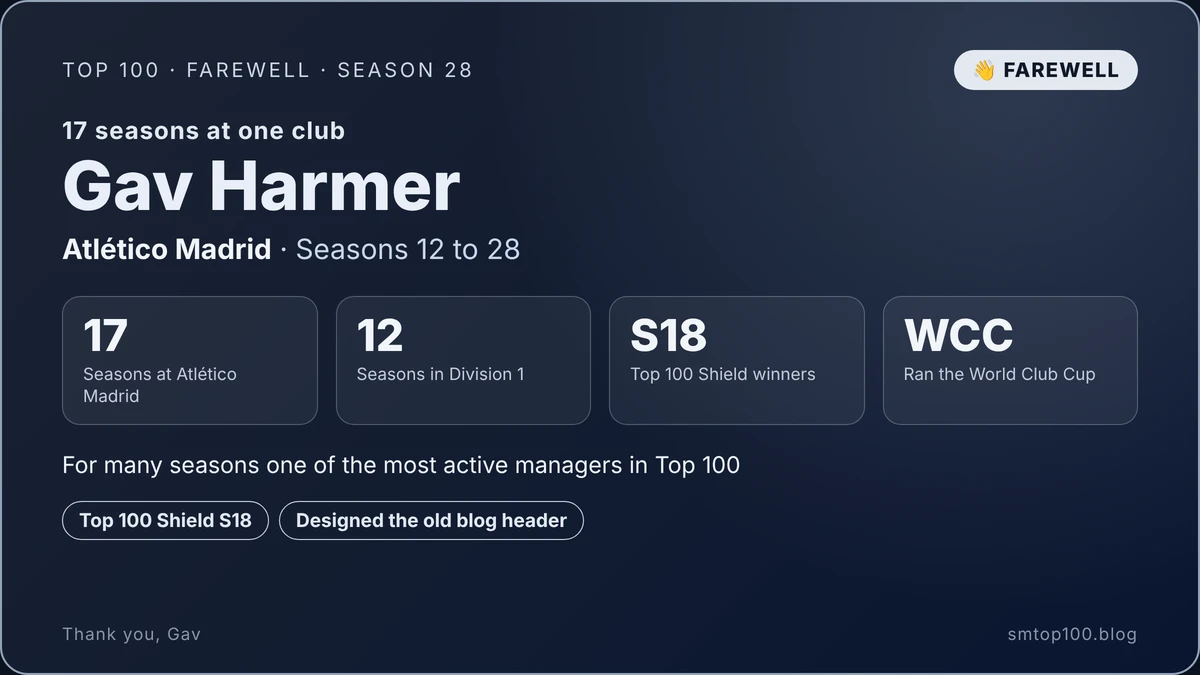 TOP 100 · FAREWELL · SEASON 28
👋 FAREWELL
17 seasons at one club
Gav Harmer
Atlético Madrid · Seasons 12 to 28
17
Seasons at Atlético
Madrid
12
Seasons in Division 1
S18
Top 100 Shield winners
WCC
Ran the World Club Cup
For many seasons one of the most active managers in Top 100
Top 100 Shield S18
Designed the old blog header
Thank you, Gav
smtop100.blog